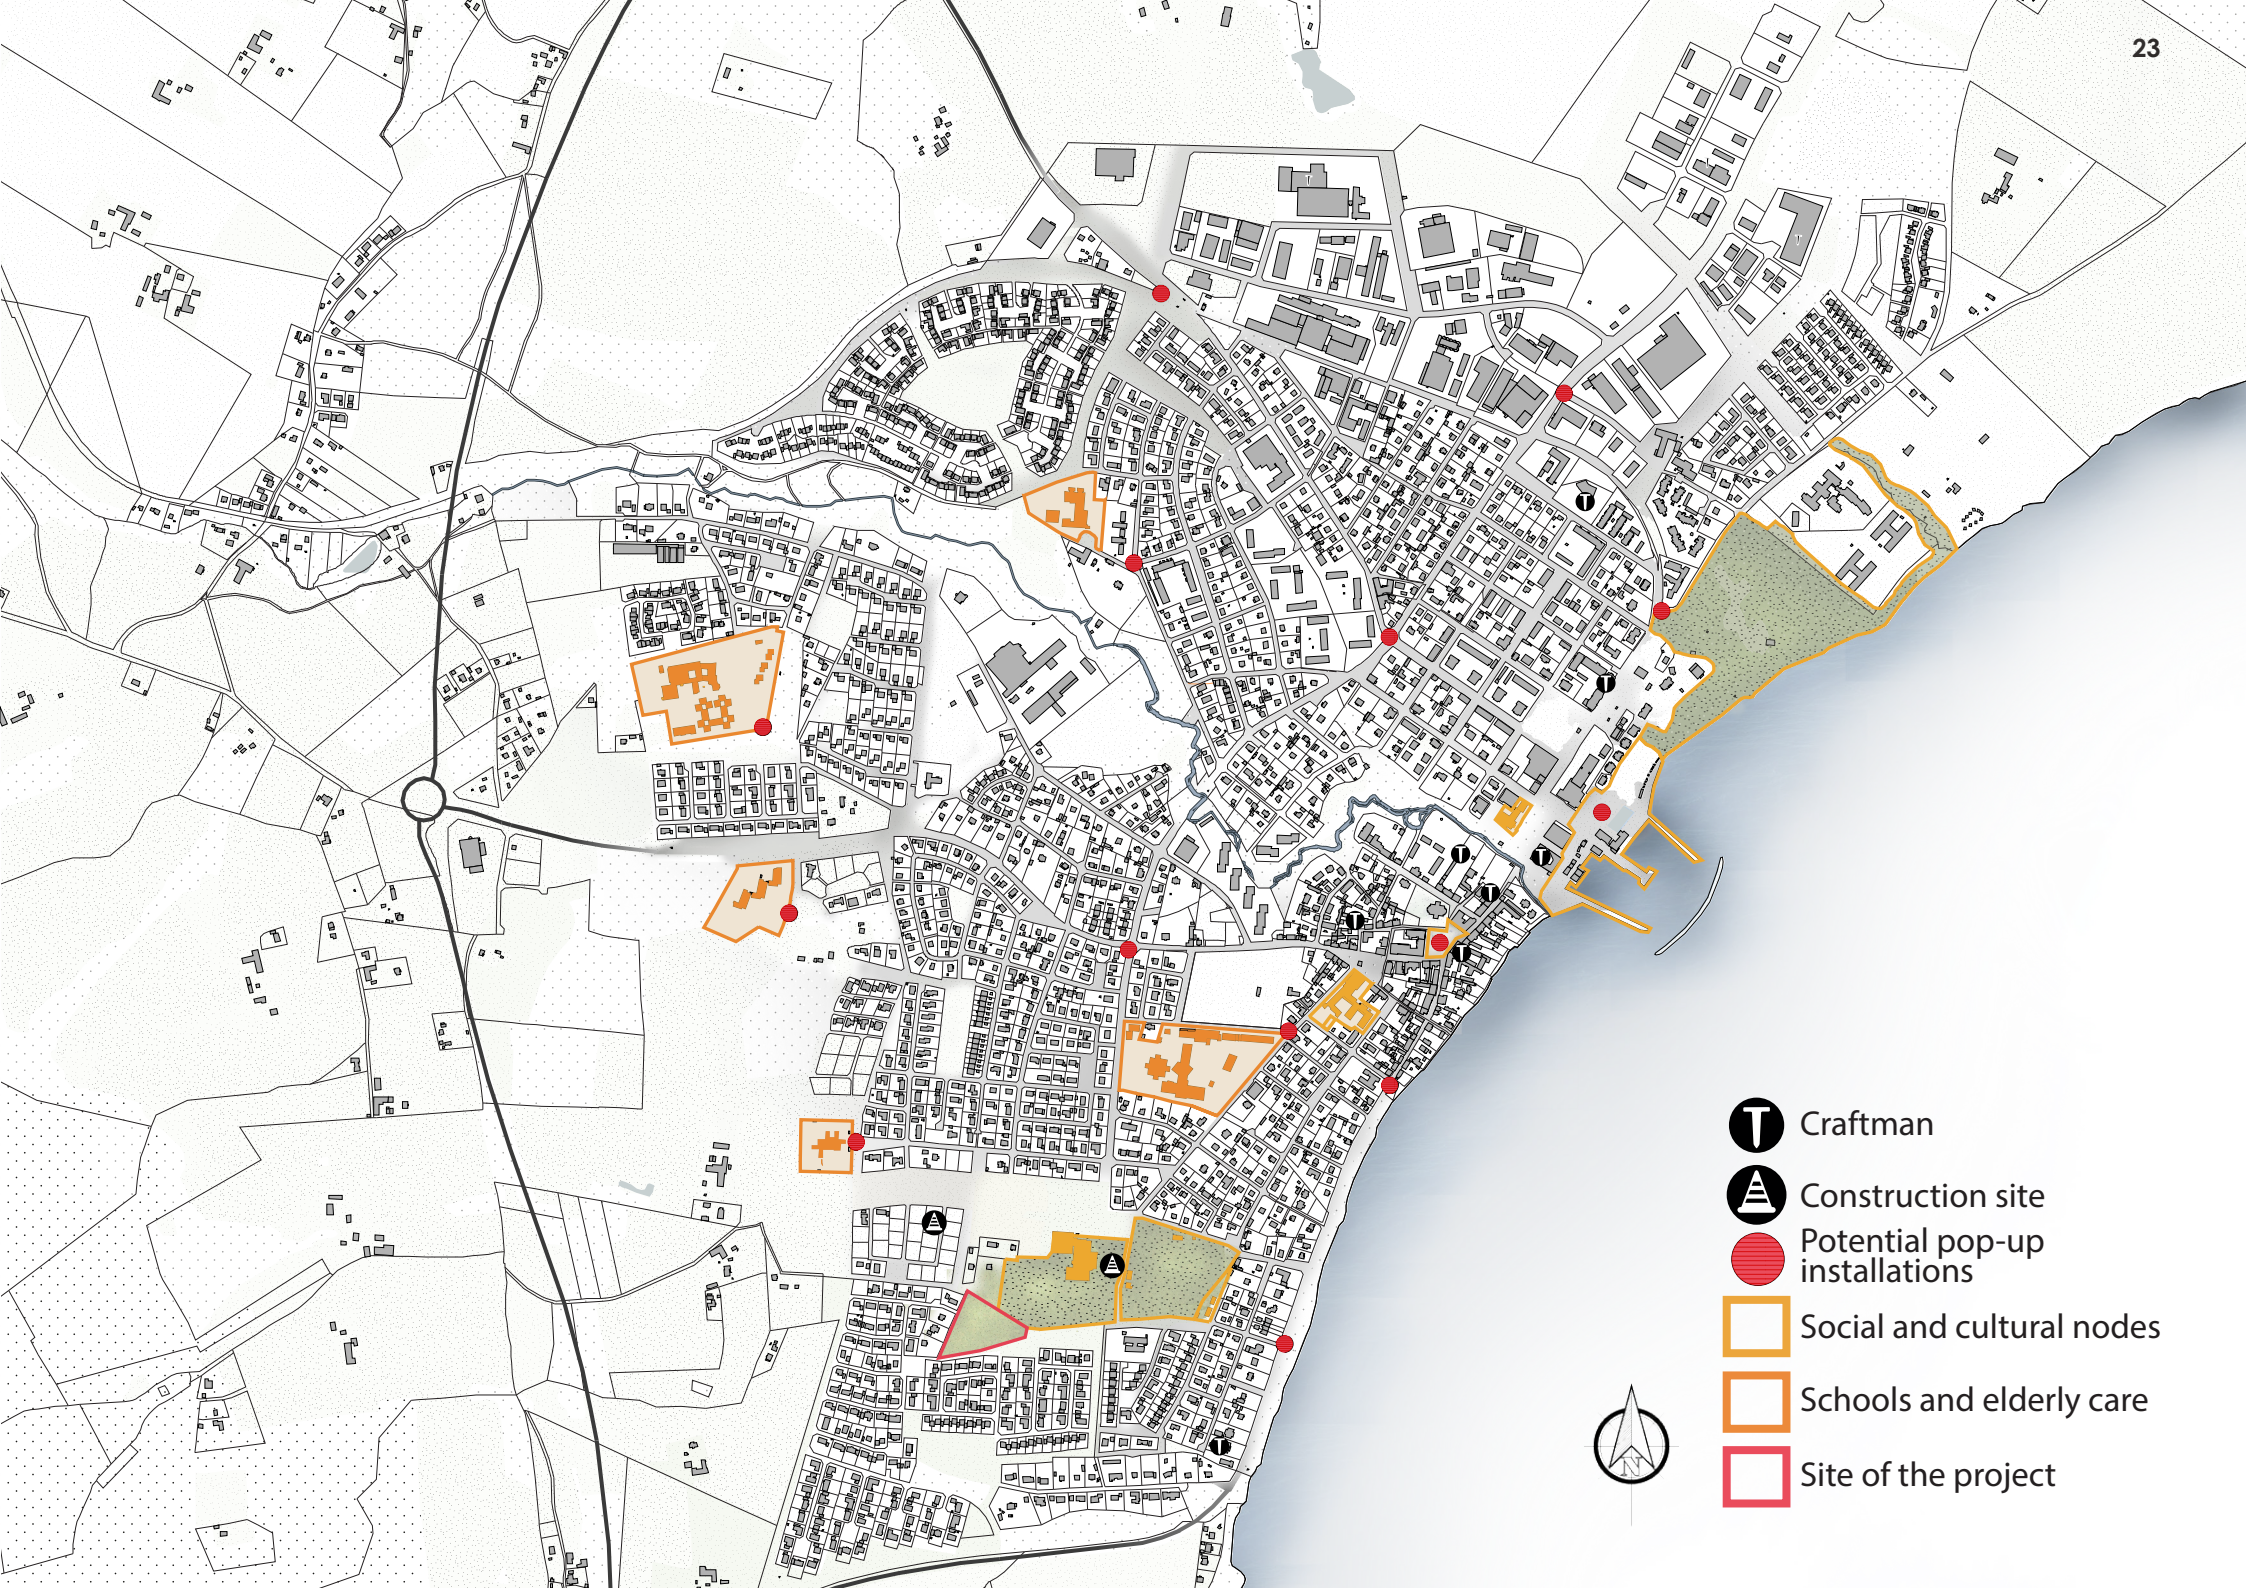 23
Craftman
Construction site
Potential pop-up
installations
Social and cultural nodes
Schools and elderly care
Site of the project
N